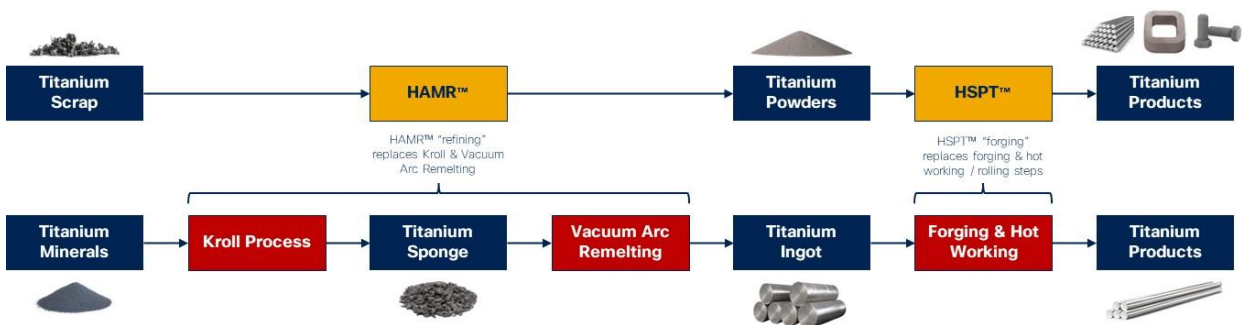 Titanium
Scrap
HAMR™
Titanium
Powders
HSPT™
Titanium
Products
HAMR™ "refining"
replaces Kroll & Vacuum
Arc Remelting
HSPT™ "forging"
replaces forging & hot
working / rolling steps
Titanium
Minerals
Kroll Process
Titanium
Sponge
Vacuum Arc
Remelting
Titanium
Ingot
Forging & Hot
Working
Titanium
Products